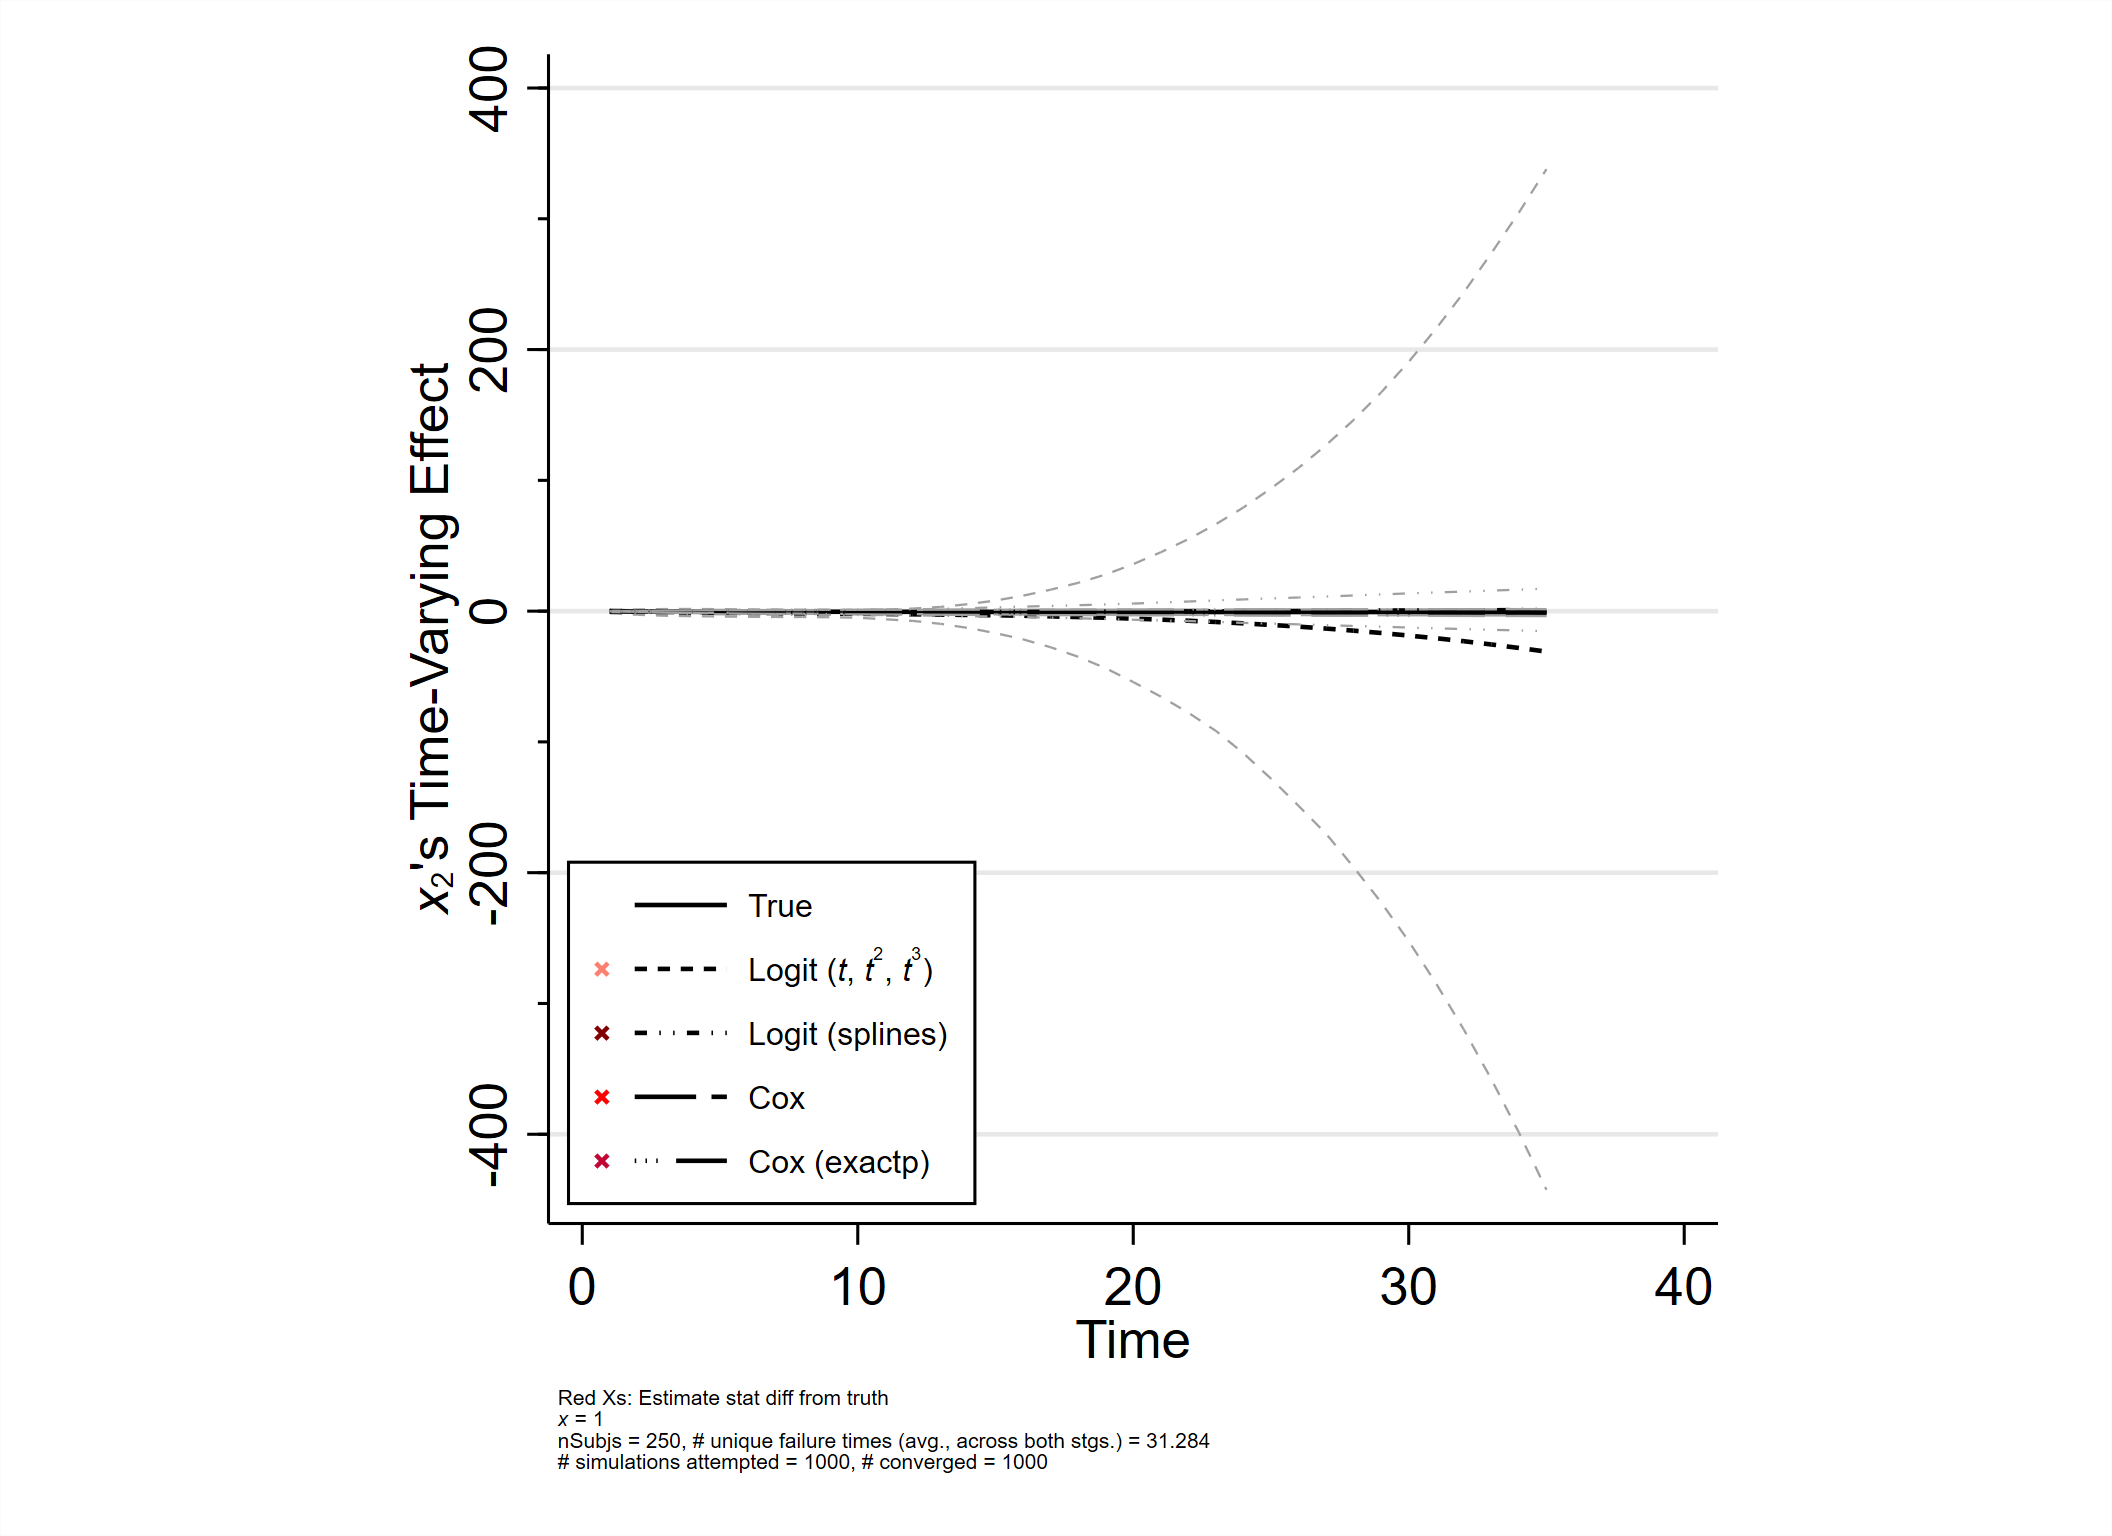 400
200
0
-200
-400
x₂'s Time-Varying Effect
True
Logit (t, t², t³)
Logit (splines)
Cox
Cox (exactp)
0 10 20 30 40
Time
Red Xs: Estimate stat diff from truth
x = 1
nSubjs = 250, # unique failure times (avg., across both stgs.) = 31.284
# simulations attempted = 1000, # converged = 1000